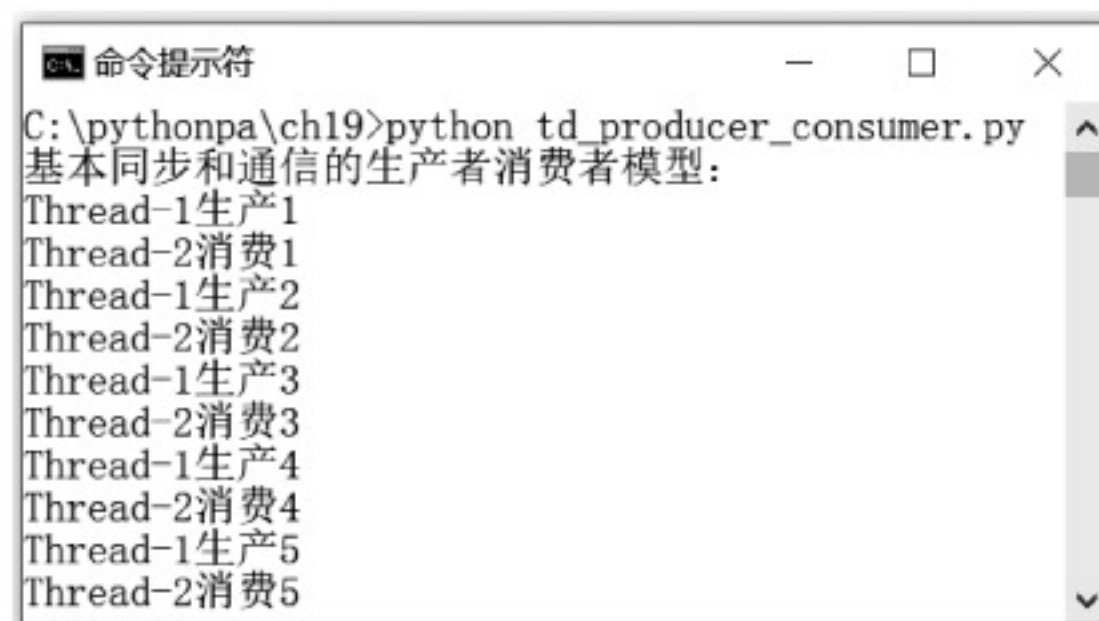 命令提示符
C:\pythonpa\ch19>python td_producer_consumer.py
基本同步和通信的生产者消费者模型：
Thread-1生产1
Thread-2消费1
Thread-1生产2
Thread-2消费2
Thread-1生产3
Thread-2消费3
Thread-1生产4
Thread-2消费4
Thread-1生产5
Thread-2消费5